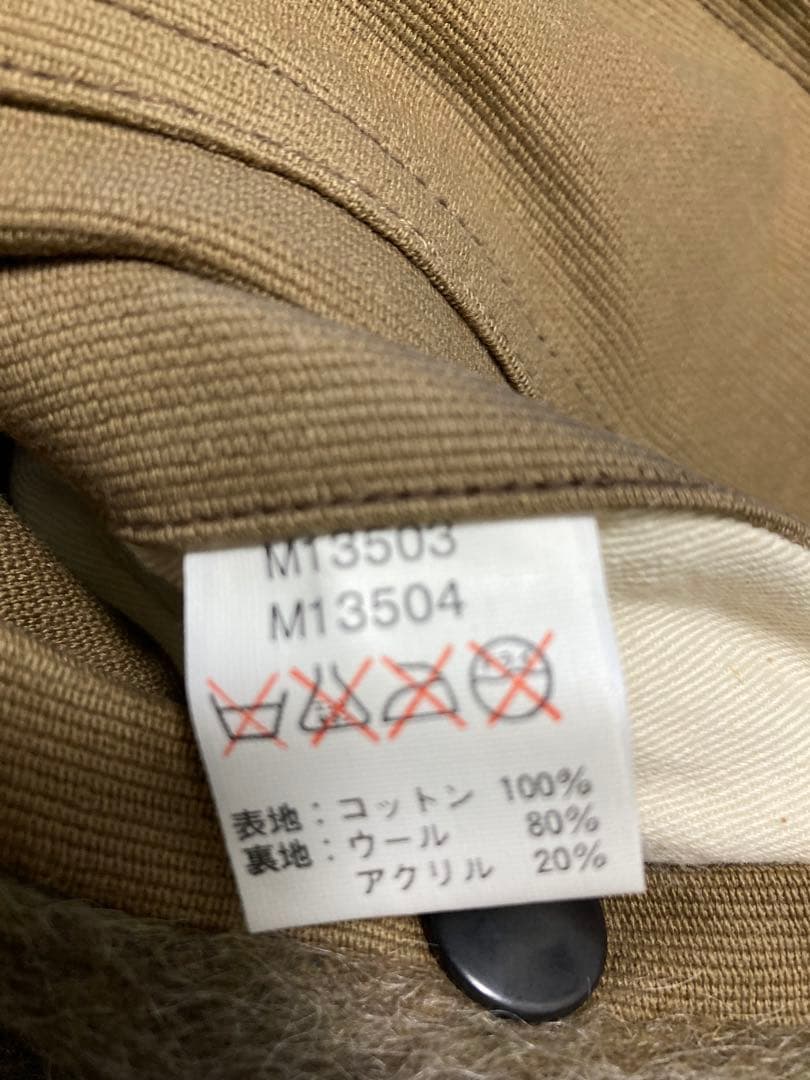 M13503
M13504
表地：コットン 100%
裏地：ウール 80%
アクリル 20%